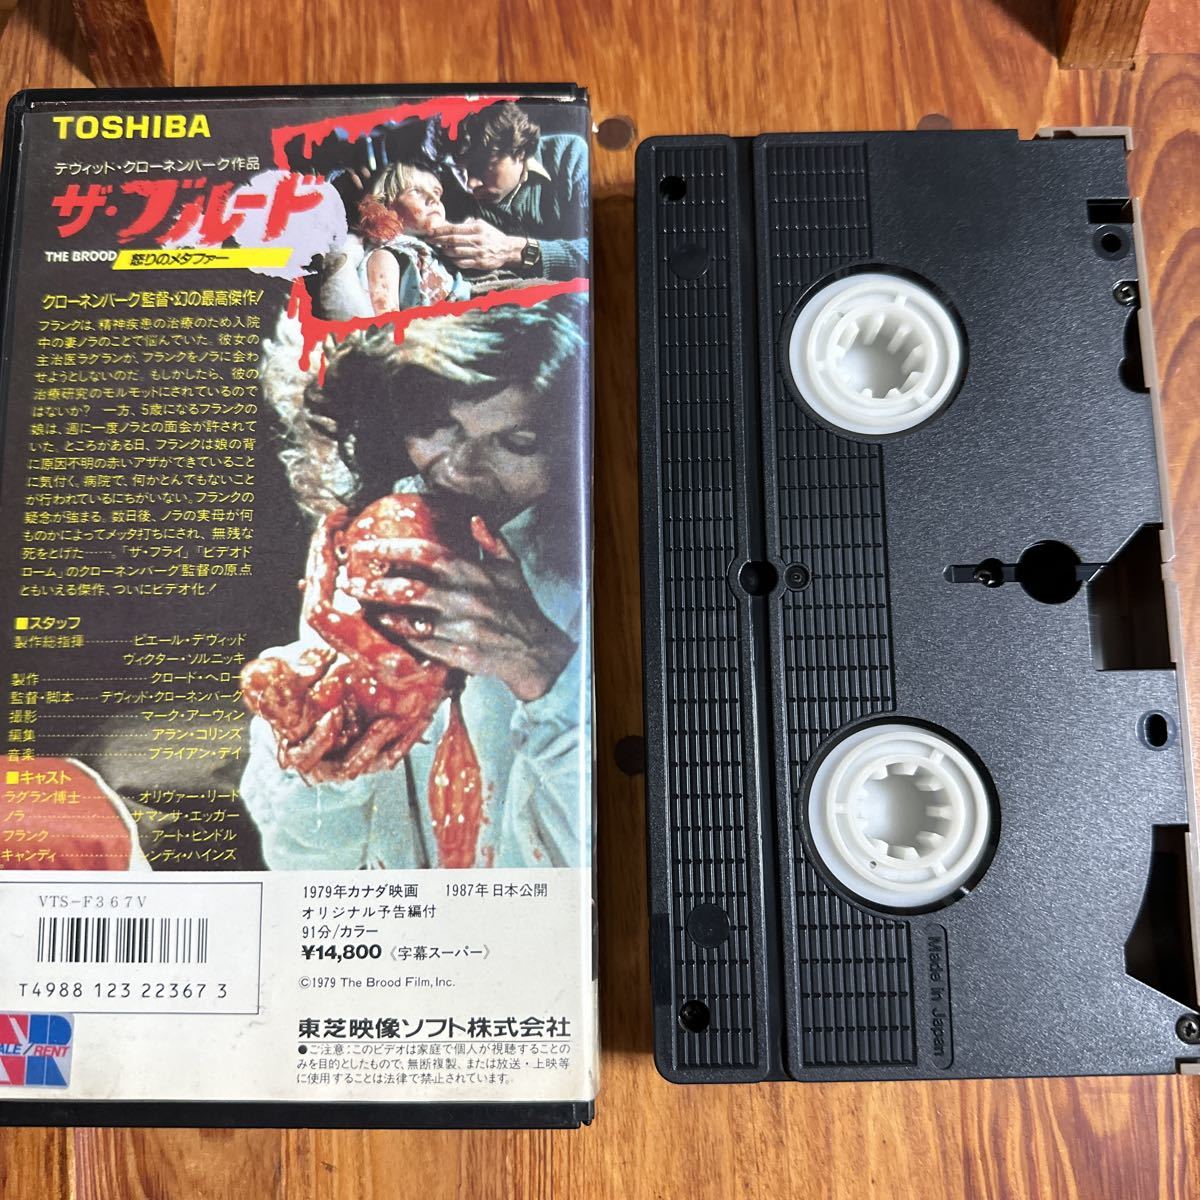 TOSHIBA
デヴィット・クローネンバーク作品
ザ・ブルード
THE BROOD 怒りのメタファー
クローネンバーク監督・幻の最高傑作!
フランクは、精神疾患の治療のため入院
中の妻ノラのことで悩んでいた。彼女の
主治医ラグランが、フランクをノラに会わ
せようとしないのだ。もしかしたら、彼の
治療研究のモルモットにされているので
はないか? 一方、5歳になるフランクの
娘は、週に一度ノラとの面会が許されて
いた。ところがある日、フランクは娘の背
に原因不明の赤いアザができていること
に気付く。病院で、何かとんでもないこと
が行われているにちがいない。フランクの
疑念が強まる。数日後、ノラの実母が何
ものかによってメッタ打ちにされ、無残な
死をとげた……。「ザ・フライ」「ビデオド
ローム」のクローネンバーグ監督の原点
ともいえる傑作、ついにビデオ化!
■スタッフ
製作総指揮…………ピエール・デヴィッド
ヴィクター・ソルニッキ
製作………………クロード・ヘロー
監督・脚本……デヴィッド・クローネンバーグ
撮影………………マーク・アーウィン
編集………………アラン・コリンズ
音楽………………ブライアン・デイ
■キャスト
ラグラン博士…………オリヴァー・リード
ノラ………………サマンサ・エッガー
フランク………………アート・ヒンドル
キャンディ………………シンディ・ハインズ
VTS-F367V
T4988 123 22367 3
1979年カナダ映画 1987年日本公開
オリジナル予告編付
91分/カラー
¥14,800《字幕スーパー》
©1979 The Brood Film, Inc.
東芝映像ソフト株式会社
●ご注意:このビデオは家庭で個人が視聴することの
みを目的としたもので、無断複製、または放送・上映等
に使用することは法律で禁止されています。
ALE/RENT
Made in Japan